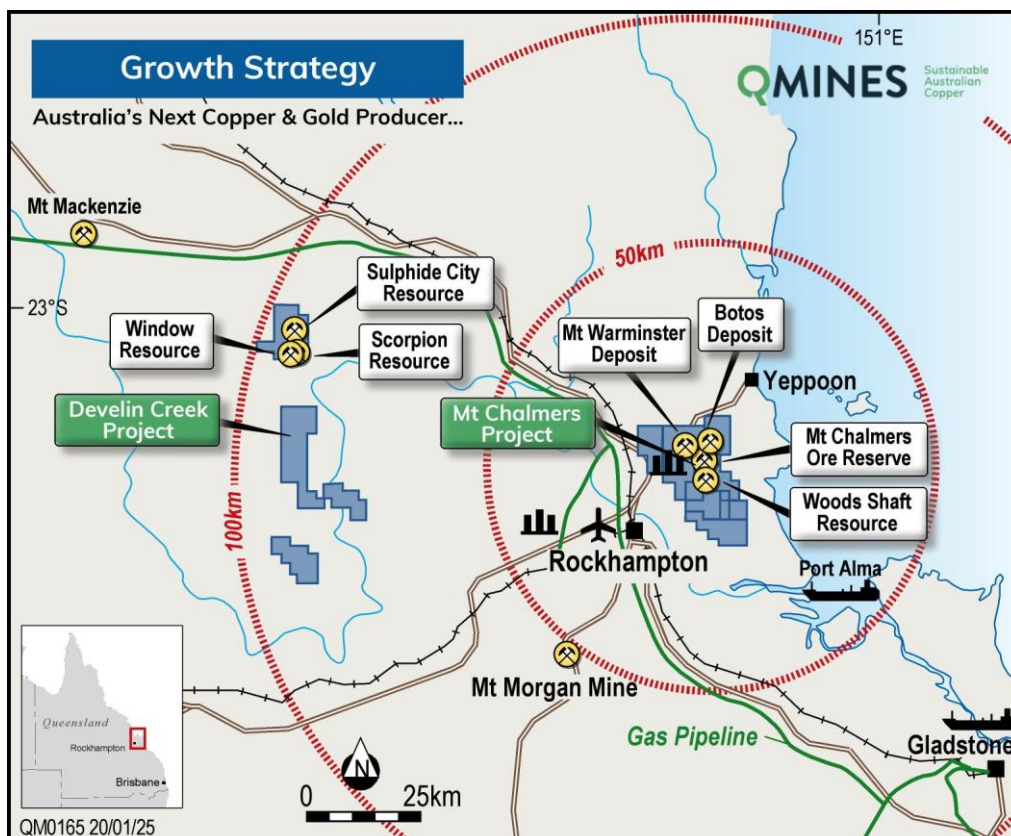 Growth Strategy
Australia's Next Copper & Gold Producer...
151°E
QMINES
Sustainable
Australian
Copper
Mt Mackenzie
23°S
50km
100km
Sulphide City
Resource
Window
Resource
Scorpion
Resource
Develin Creek
Project
Mt Warminster
Deposit
Botos
Deposit
Yeppoon
Mt Chalmers
Project
Mt Chalmers
Ore Reserve
Woods Shaft
Resource
Rockhampton
Port Alma
Mt Morgan Mine
Gas Pipeline
Gladstone
Queensland
Rockhampton
Brisbane
N
0 25km
QM0165 20/01/25